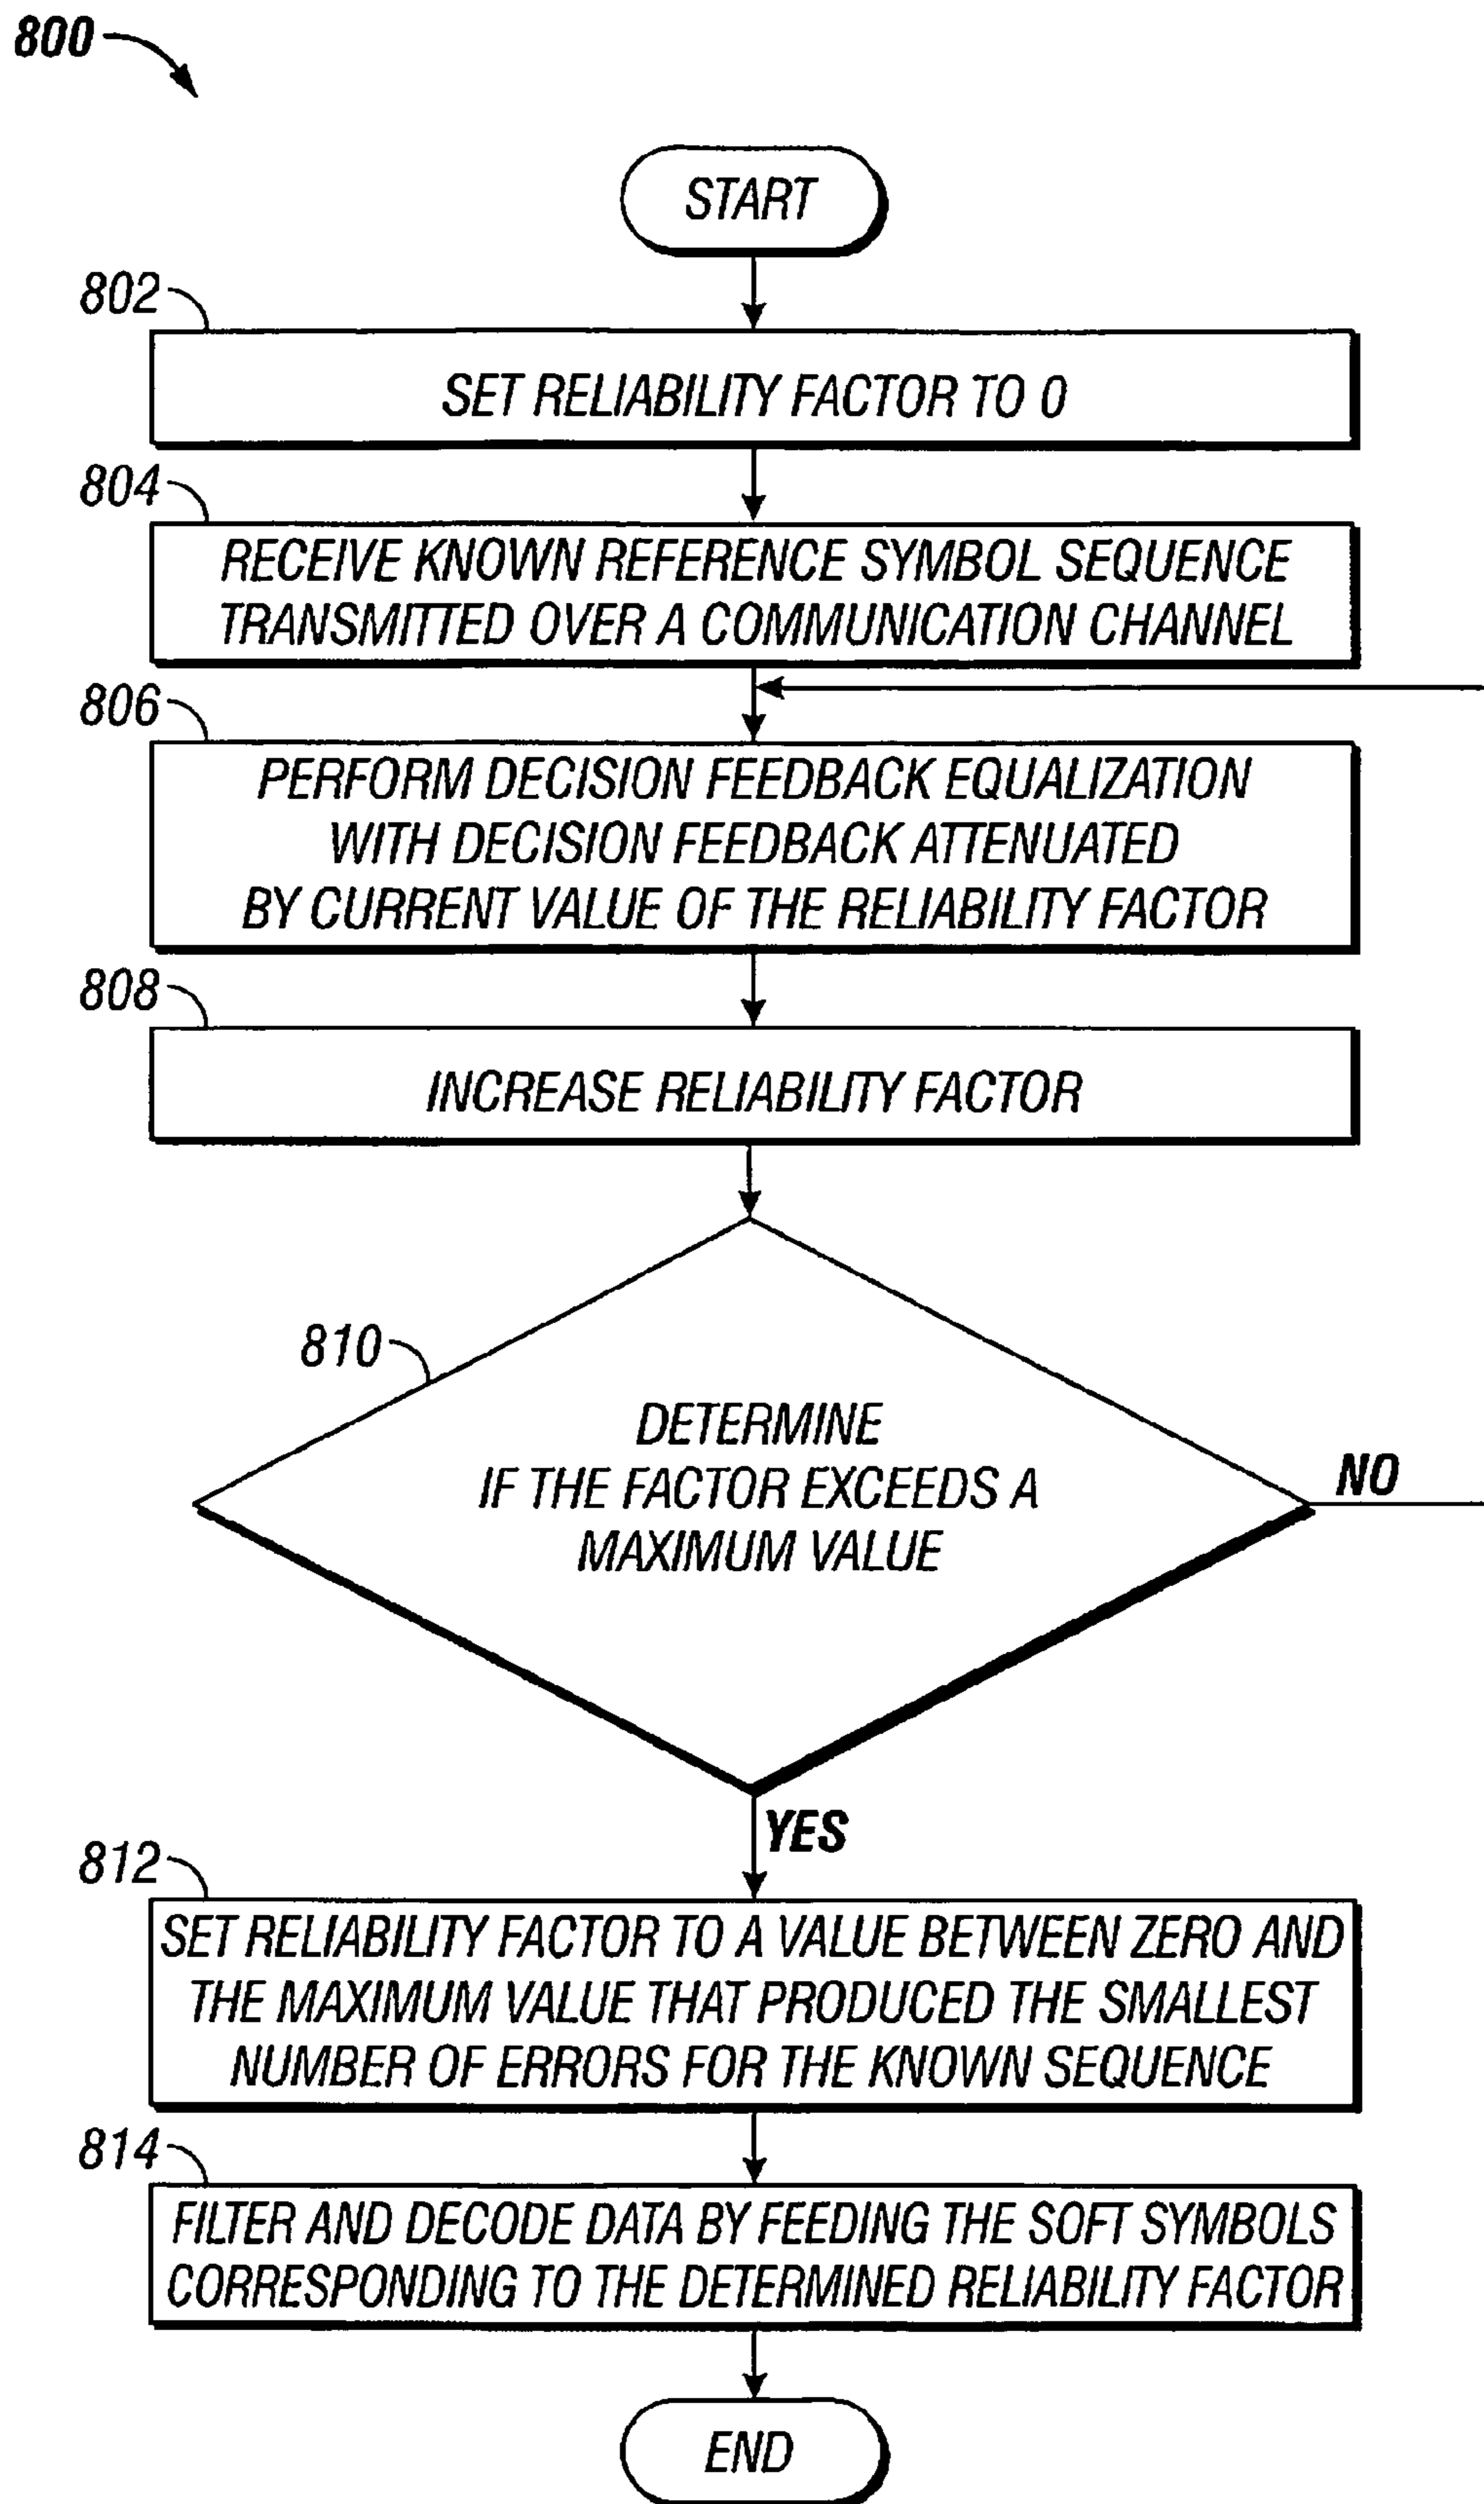 800
START
802
SET RELIABILITY FACTOR TO 0
804
RECEIVE KNOWN REFERENCE SYMBOL SEQUENCE
TRANSMITTED OVER A COMMUNICATION CHANNEL
806
PERFORM DECISION FEEDBACK EQUALIZATION
WITH DECISION FEEDBACK ATTENUATED
BY CURRENT VALUE OF THE RELIABILITY FACTOR
808
INCREASE RELIABILITY FACTOR
810
DETERMINE
IF THE FACTOR EXCEEDS A
MAXIMUM VALUE
NO
YES
812
SET RELIABILITY FACTOR TO A VALUE BETWEEN ZERO AND
THE MAXIMUM VALUE THAT PRODUCED THE SMALLEST
NUMBER OF ERRORS FOR THE KNOWN SEQUENCE
814
FILTER AND DECODE DATA BY FEEDING THE SOFT SYMBOLS
CORRESPONDING TO THE DETERMINED RELIABILITY FACTOR
END